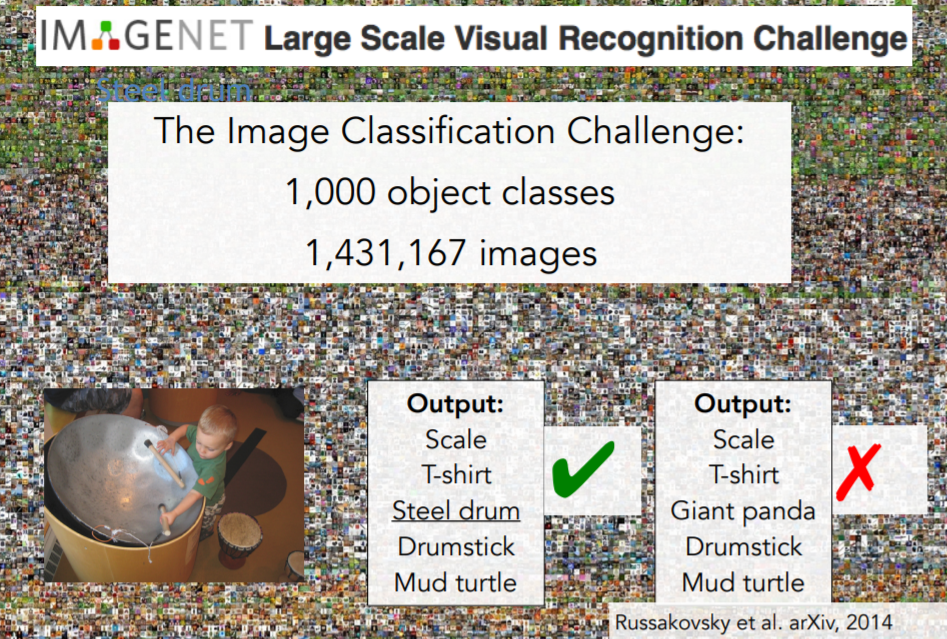 IMAGENET Large Scale Visual Recognition Challenge
Steel drum
The Image Classification Challenge:
1,000 object classes
1,431,167 images
Output:
Scale
T-shirt
Steel drum
Drumstick
Mud turtle
Output:
Scale
T-shirt
Giant panda
Drumstick
Mud turtle
Russakovsky et al. arXiv, 2014